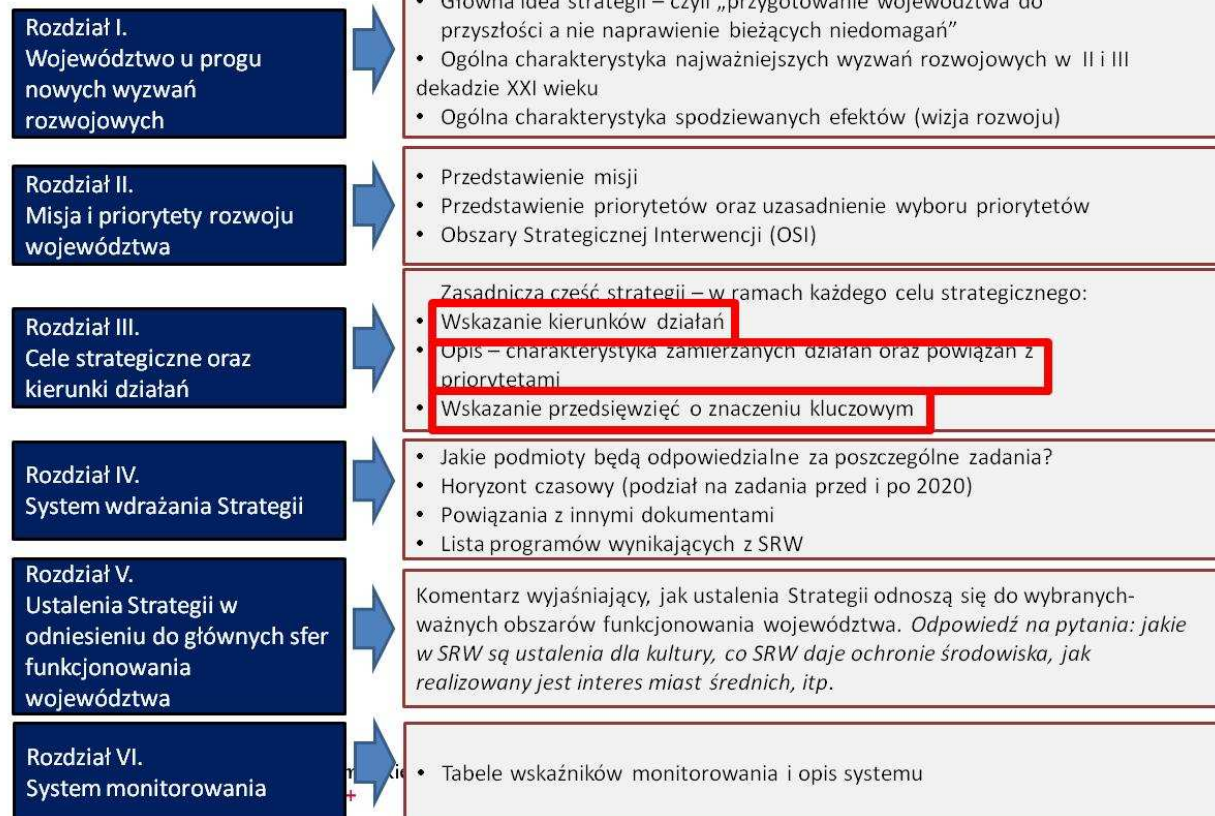 Rozdział I.
Województwo u progu
nowych wyzwań
rozwojowych
• Główna idea strategii – czyli „przygotowanie województwa do
przyszłości a nie naprawienie bieżących niedomagań”
• Ogólna charakterystyka najważniejszych wyzwań rozwojowych w II i III
dekadzie XXI wieku
• Ogólna charakterystyka spodziewanych efektów (wizja rozwoju)
Rozdział II.
Misja i priorytety rozwoju
województwa
• Przedstawienie misji
• Przedstawienie priorytetów oraz uzasadnienie wyboru priorytetów
• Obszary Strategicznej Interwencji (OSI)
Rozdział III.
Cele strategiczne oraz
kierunki działań
Zasadnicza część strategii – w ramach każdego celu strategicznego:
• Wskazanie kierunków działań
• Opis – charakterystyka zamierzanych działań oraz powiązań z
priorytetami
• Wskazanie przedsięwzięć o znaczeniu kluczowym
Rozdział IV.
System wdrażania Strategii
• Jakie podmioty będą odpowiedzialne za poszczególne zadania?
• Horyzont czasowy (podział na zadania przed i po 2020)
• Powiązania z innymi dokumentami
• Lista programów wynikających z SRW
Rozdział V.
Ustalenia Strategii w
odniesieniu do głównych sfer
funkcjonowania
województwa
Komentarz wyjaśniający, jak ustalenia Strategii odnoszą się do wybranych-
ważnych obszarów funkcjonowania województwa. Odpowiedź na pytania: jakie
w SRW są ustalenia dla kultury, co SRW daje ochronie środowiska, jak
realizowany jest interes miast średnich, itp.
Rozdział VI.
System monitorowania
+
• Tabele wskaźników monitorowania i opis systemu